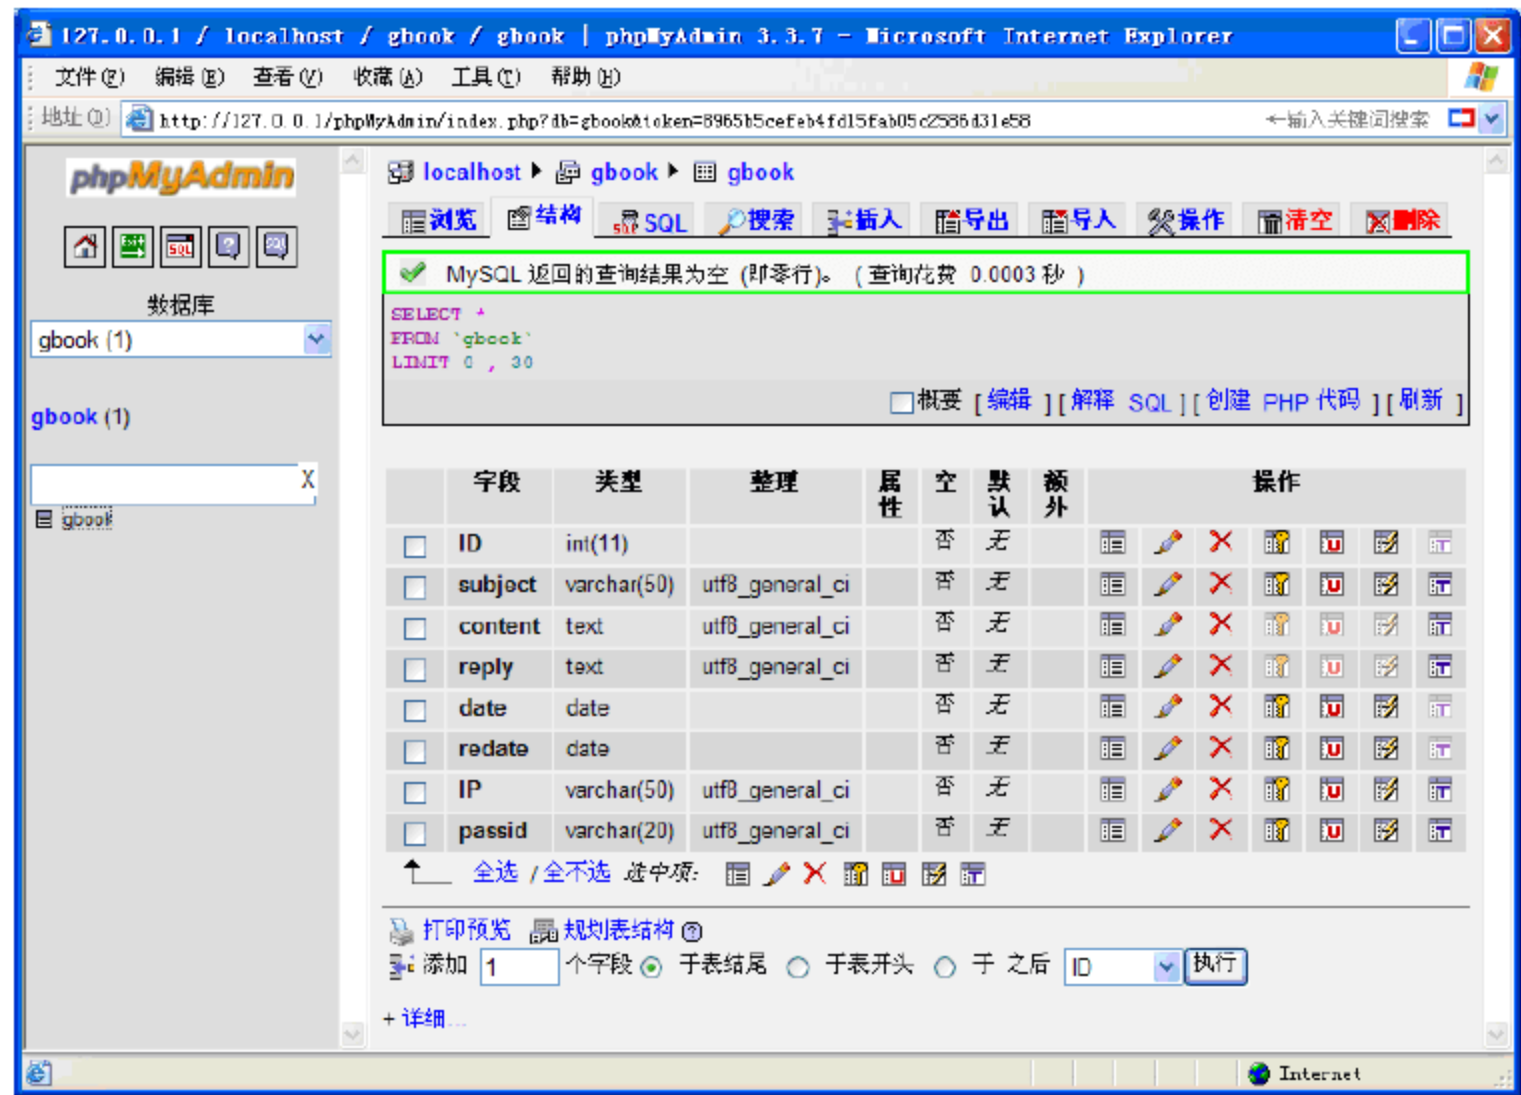 127.0.0.1 / localhost / gbook / gbook | phpMyAdmin 3.3.7 - Microsoft Internet Explorer
文件(F) 编辑(E) 查看(V) 收藏(A) 工具(T) 帮助(H)
地址(D) http://127.0.0.1/phpMyAdmin/index.php?db=gbook&token=8965b5cefeb4fd15fab05c2586d31e58 ←输入关键词搜索
phpMyAdmin
数据库
gbook (1)
gbook (1)
X
gbook
localhost gbook gbook
浏览 结构 SQL 搜索 插入 导出 导入 操作 清空 删除
MySQL 返回的查询结果为空 (即零行)。 ( 查询花费 0.0003 秒 )
SELECT *
FROM `gbook`
LIMIT 0 , 30
概要 [ 编辑 ] [ 解释 SQL ] [ 创建 PHP 代码 ] [ 刷新 ]
字段 类型 整理 属性 空 默认 额外 操作
ID int(11) 否 无
subject varchar(50) utf8_general_ci 否 无
content text utf8_general_ci 否 无
reply text utf8_general_ci 否 无
date date 否 无
redate date 否 无
IP varchar(50) utf8_general_ci 否 无
passid varchar(20) utf8_general_ci 否 无
全选 / 全不选 选中项:
打印预览 规划表结构
添加 1 个字段 于表结尾 于表开头 于 之后 ID 执行
+ 详细...
Internet